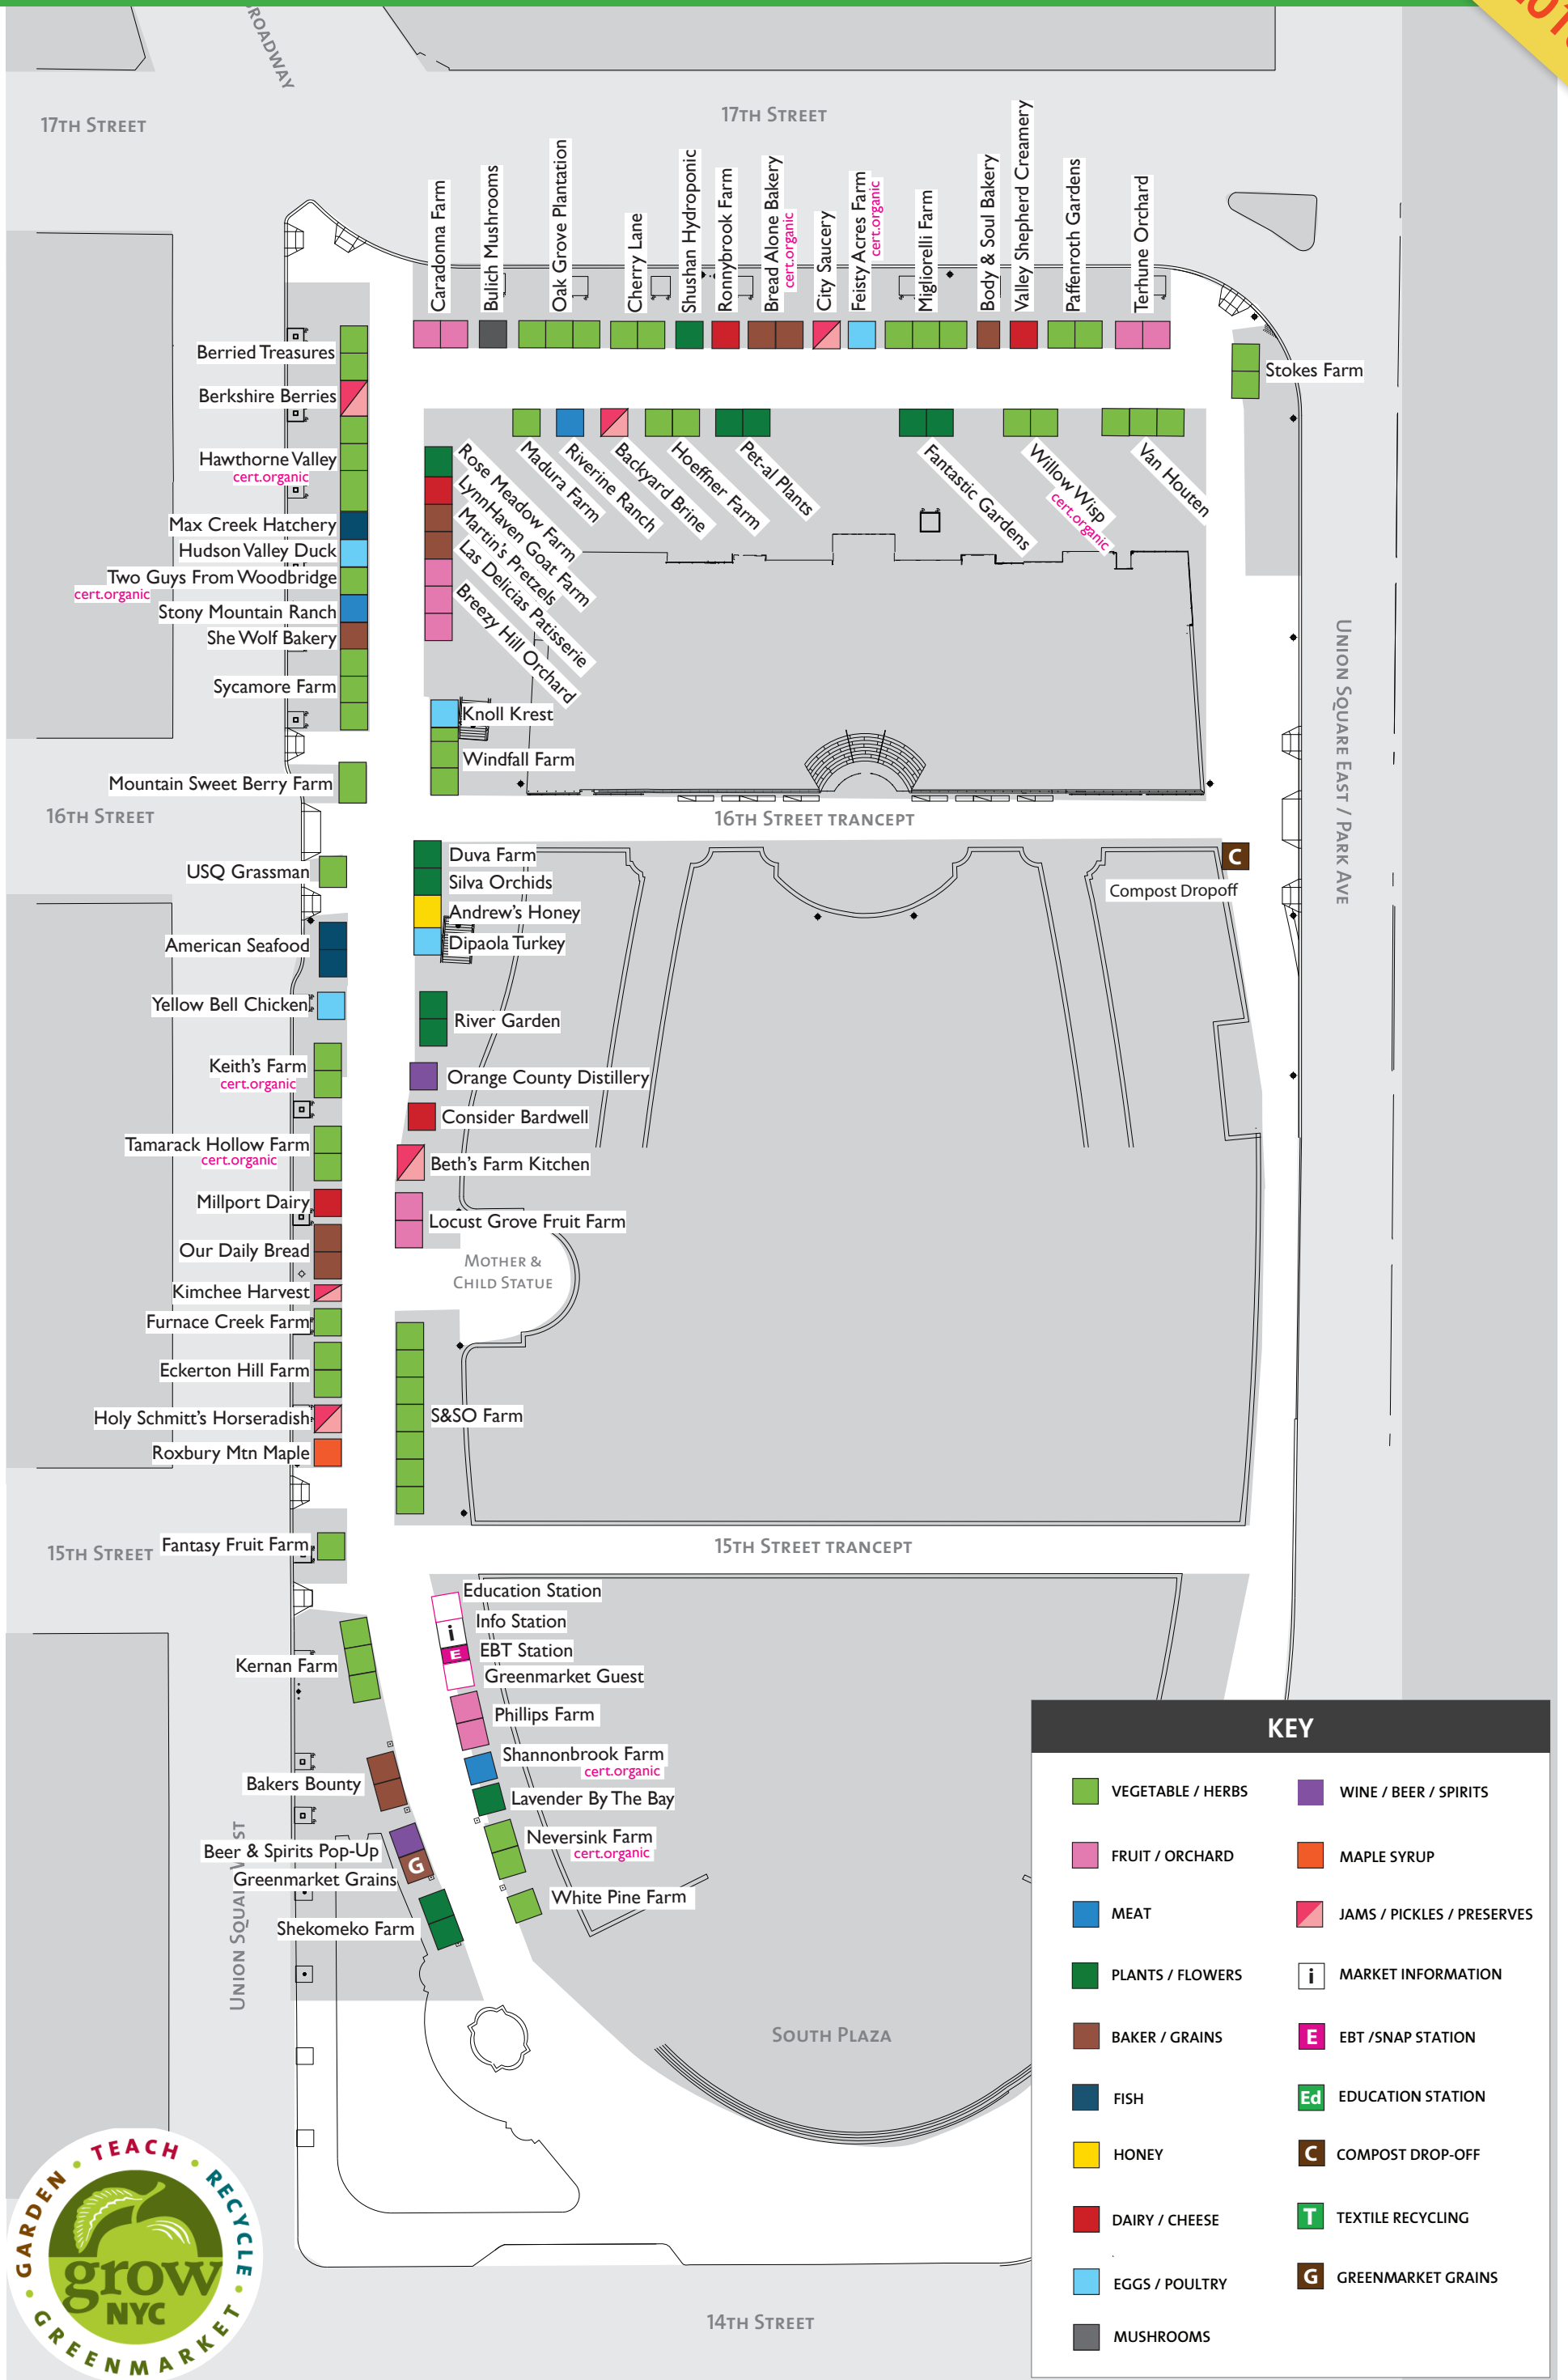 BROADWAY
17TH STREET
17TH STREET
Caradonna Farm
Bulich Mushrooms
Oak Grove Plantation
Cherry Lane
Shushan Hydroponic
Ronnybrook Farm
Bread Alone Bakery
cert.organic
City Saucery
Feisty Acres Farm
cert.organic
Migliorelli Farm
Body & Soul Bakery
Valley Shepherd Creamery
Paffenroth Gardens
Terhune Orchard
Stokes Farm
Berried Treasures
Berkshire Berries
Hawthorne Valley
cert.organic
Max Creek Hatchery
Hudson Valley Duck
Two Guys From Woodbridge
cert.organic
Stony Mountain Ranch
She Wolf Bakery
Sycamore Farm
Mountain Sweet Berry Farm
Madura Farm
Riverine Ranch
Backyard Brine
Hoeffner Farm
Pet-al Plants
Fantastic Gardens
Willow Wisp
cert.organic
Van Houten
Rose Meadow Farm
LynnHaven Goat Farm
Martin's Pretzels
Las Delicias Patisserie
Breezy Hill Orchard
Knoll Krest
Windfall Farm
UNION SQUARE EAST / PARK AVE
16TH STREET
16TH STREET TRANCEPT
USQ Grassman
American Seafood
Yellow Bell Chicken
Keith's Farm
cert.organic
Tamarack Hollow Farm
cert.organic
Millport Dairy
Our Daily Bread
Kimchee Harvest
Furnace Creek Farm
Eckerton Hill Farm
Holy Schmitt's Horseradish
Roxbury Mtn Maple
Duva Farm
Silva Orchids
Andrew's Honey
Dipaola Turkey
River Garden
Orange County Distillery
Consider Bardwell
Beth's Farm Kitchen
Locust Grove Fruit Farm
MOTHER &
CHILD STATUE
S&SO Farm
C
Compost Dropoff
15TH STREET
Fantasy Fruit Farm
15TH STREET TRANCEPT
Education Station
i
Info Station
E
EBT Station
Greenmarket Guest
Phillips Farm
Shannonbrook Farm
cert.organic
Lavender By The Bay
Neversink Farm
cert.organic
White Pine Farm
Kernan Farm
Bakers Bounty
Beer & Spirits Pop-Up
G
Greenmarket Grains
Shekomeko Farm
SOUTH PLAZA
14TH STREET
KEY
VEGETABLE / HERBS
FRUIT / ORCHARD
MEAT
PLANTS / FLOWERS
BAKER / GRAINS
FISH
HONEY
DAIRY / CHEESE
EGGS / POULTRY
MUSHROOMS
WINE / BEER / SPIRITS
MAPLE SYRUP
JAMS / PICKLES / PRESERVES
i MARKET INFORMATION
E EBT /SNAP STATION
Ed EDUCATION STATION
C COMPOST DROP-OFF
T TEXTILE RECYCLING
G GREENMARKET GRAINS
GARDEN • TEACH • RECYCLE • GREENMARKET •
grow
NYC